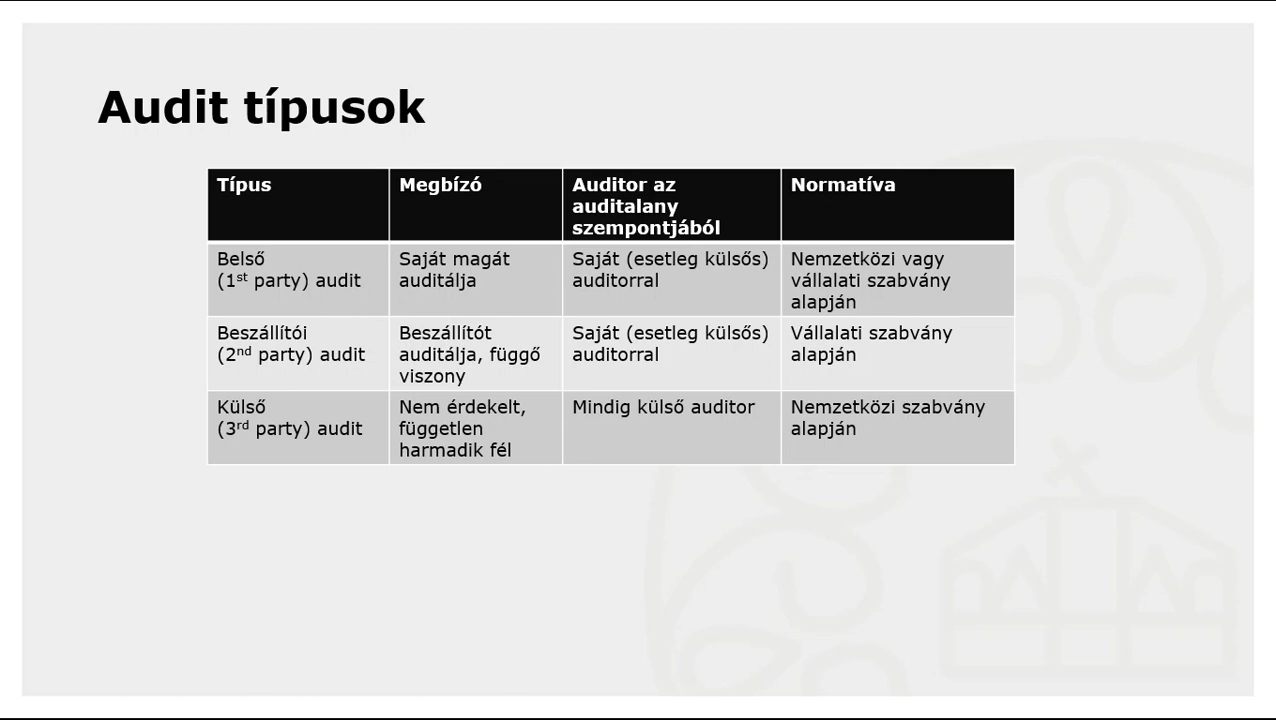 Audit típusok
Típus
Megbízó
Auditor az
auditalany
szempontjából
Normatíva
Belső
(1st party) audit
Saját magát
auditálja
Saját (esetleg külsős)
auditorral
Nemzetközi vagy
vállalati szabvány
alapján
Beszállítói
(2nd party) audit
Beszállítót
auditálja, függő
viszony
Saját (esetleg külsős)
auditorral
Vállalati szabvány
alapján
Külső
(3rd party) audit
Nem érdekelt,
független
harmadik fél
Mindig külső auditor
Nemzetközi szabvány
alapján